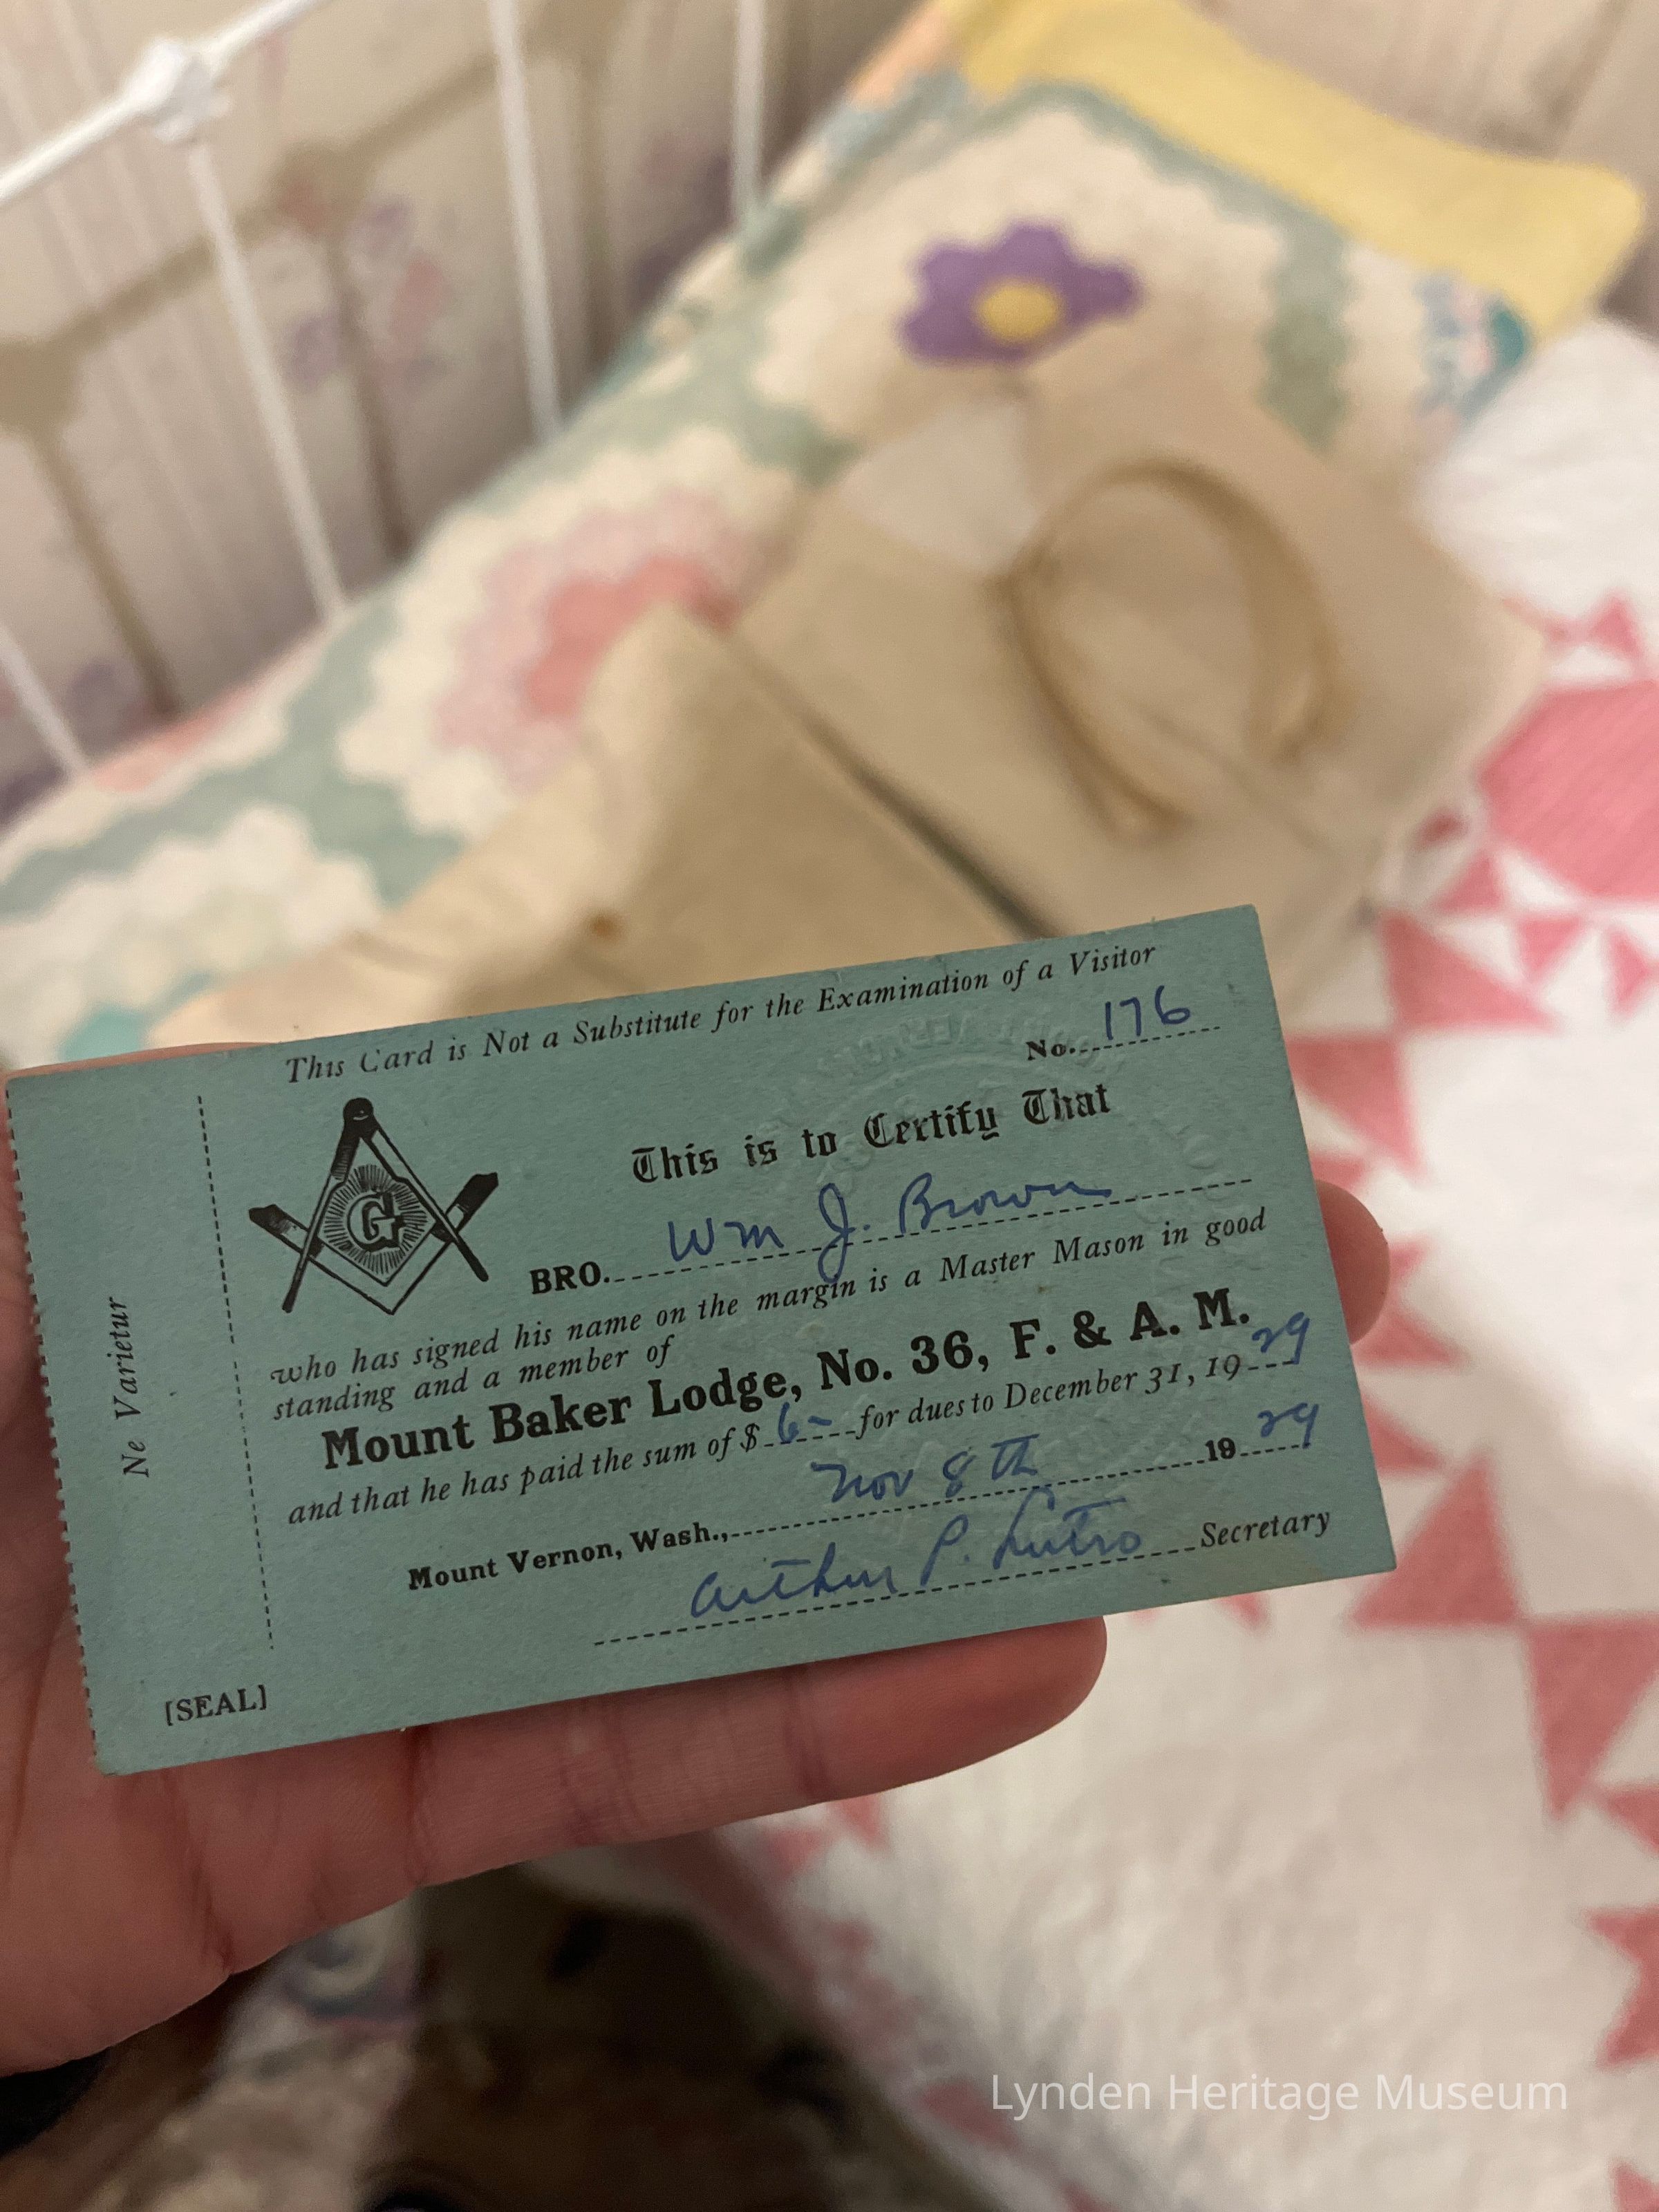 This Card is Not a Substitute for the Examination of a Visitor
No. 176
This is to Certify That
BRO. Wm J. Brown
who has signed his name on the margin is a Master Mason in good
standing and a member of
Mount Baker Lodge, No. 36, F. & A. M.
and that he has paid the sum of $ 6- for dues to December 31, 19 29
Mount Vernon, Wash., Nov 8th 19 29
Arthur P. Lutro Secretary
Ne Varietur
[SEAL]
G
Lynden Heritage Museum